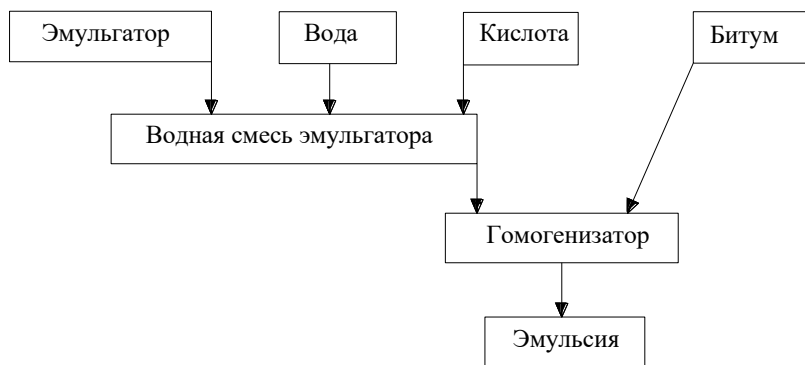 Эмульгатор
Вода
Кислота
Битум
Водная смесь эмульгатора
Гомогенизатор
Эмульсия